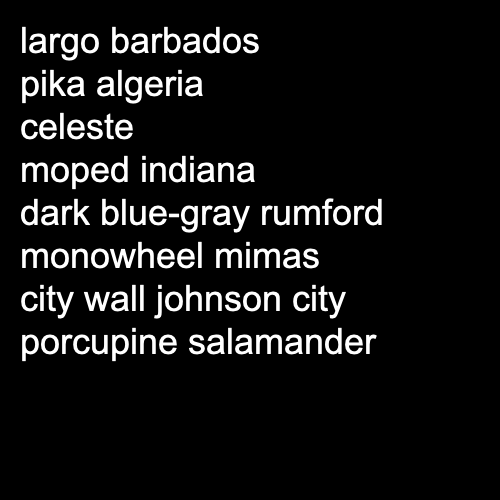 largo barbados
pika algeria
celeste
moped indiana
dark blue-gray rumford
monowheel mimas
city wall johnson city
porcupine salamander